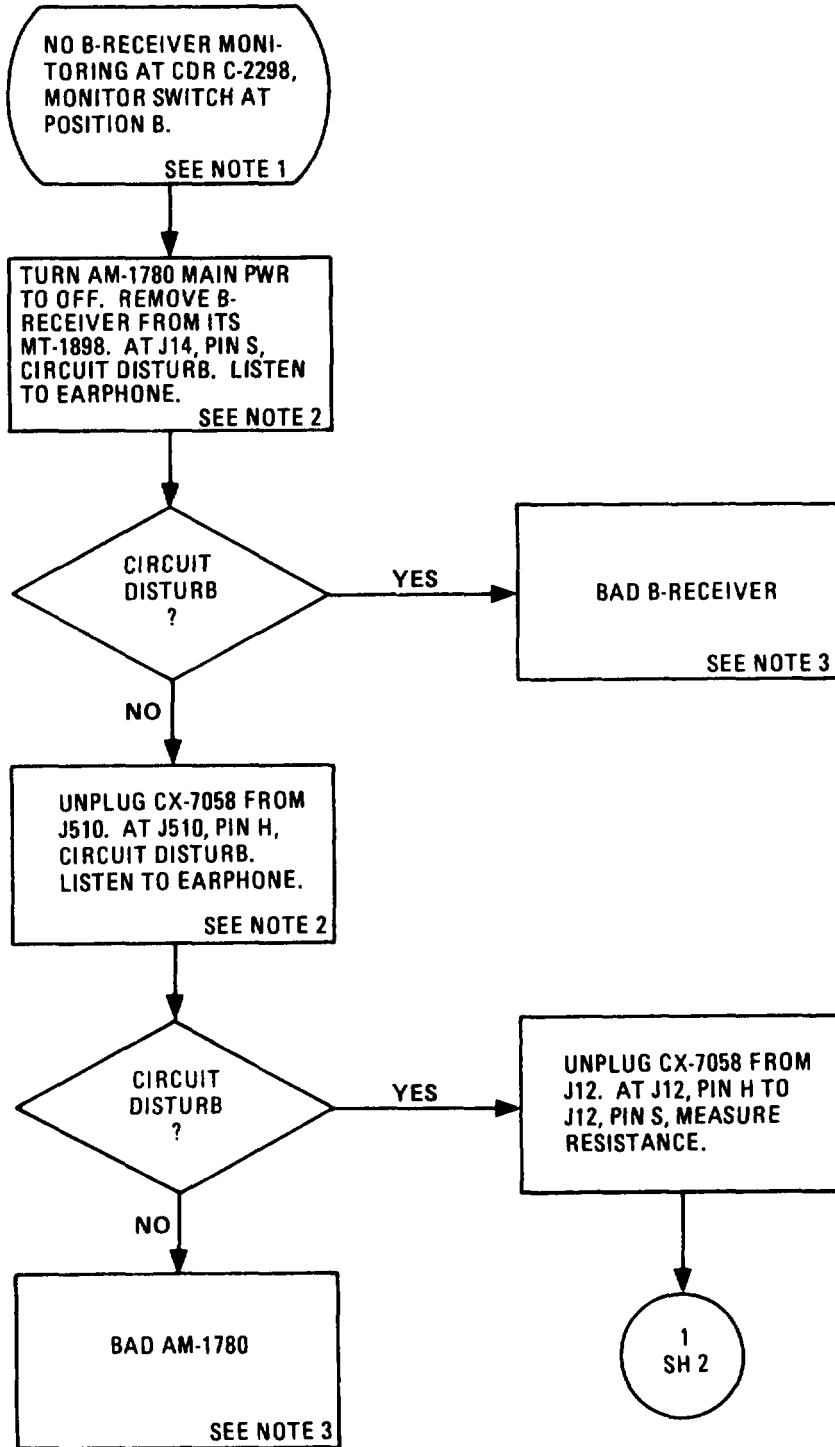 NO B-RECEIVER MONI-
TORING AT CDR C-2298,
MONITOR SWITCH AT
POSITION B.
SEE NOTE 1
TURN AM-1780 MAIN PWR
TO OFF. REMOVE B-
RECEIVER FROM ITS
MT-1898. AT J14, PIN S,
CIRCUIT DISTURB. LISTEN
TO EARPHONE.
SEE NOTE 2
CIRCUIT
DISTURB
?
YES
BAD B-RECEIVER
SEE NOTE 3
NO
UNPLUG CX-7058 FROM
J510. AT J510, PIN H,
CIRCUIT DISTURB.
LISTEN TO EARPHONE.
SEE NOTE 2
CIRCUIT
DISTURB
?
YES
UNPLUG CX-7058 FROM
J12. AT J12, PIN H TO
J12, PIN S, MEASURE
RESISTANCE.
NO
BAD AM-1780
SEE NOTE 3
1
SH 2